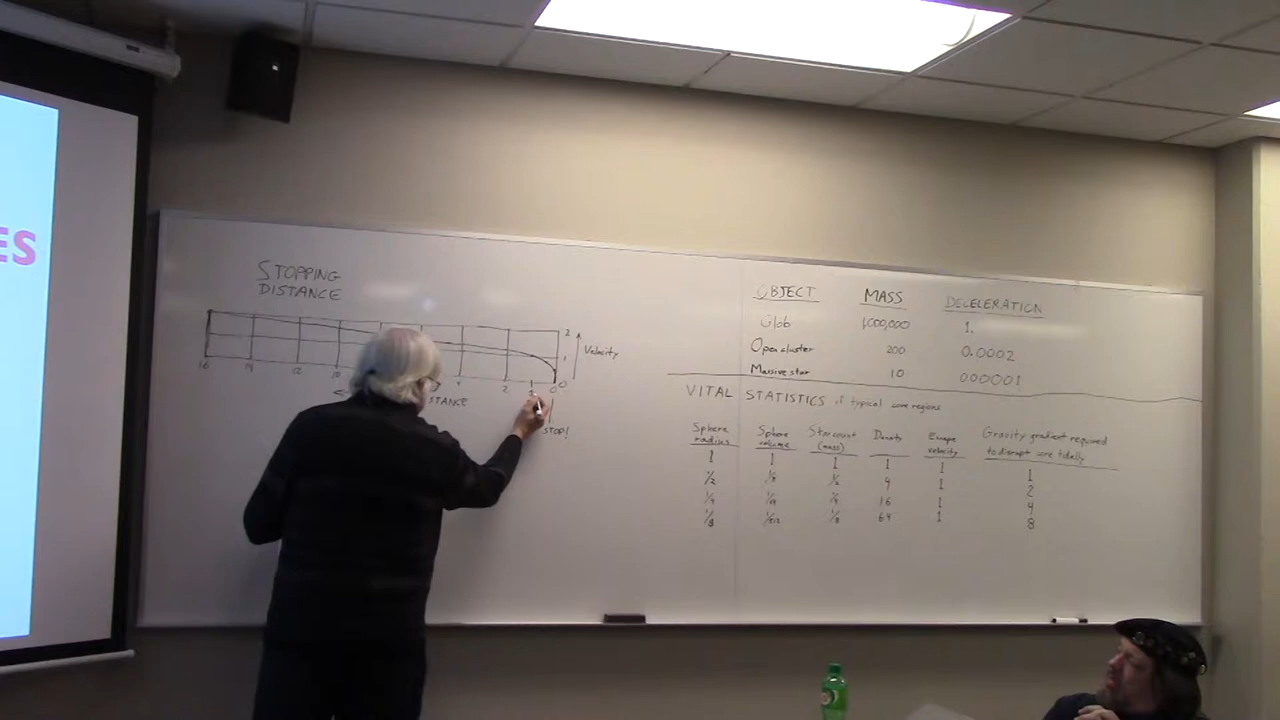 ES
STOPPING
DISTANCE
2
1
0
Velocity
16 14 12 10 4 2 1 0
STANCE
STOP!
OBJECT MASS DECELERATION
Glob 1,000,000 1.
Open cluster 200 0.0002
Massive star 10 0.00001
VITAL STATISTICS of typical core regions
Sphere radius Sphere volume Star count (mass) Density Escape velocity Gravity gradient required to disrupt core tidally
1 1 1 1 1 1
1/2 1/8 1/2 4 1 2
1/4 1/64 1/4 16 1 4
1/8 1/512 1/8 64 1 8